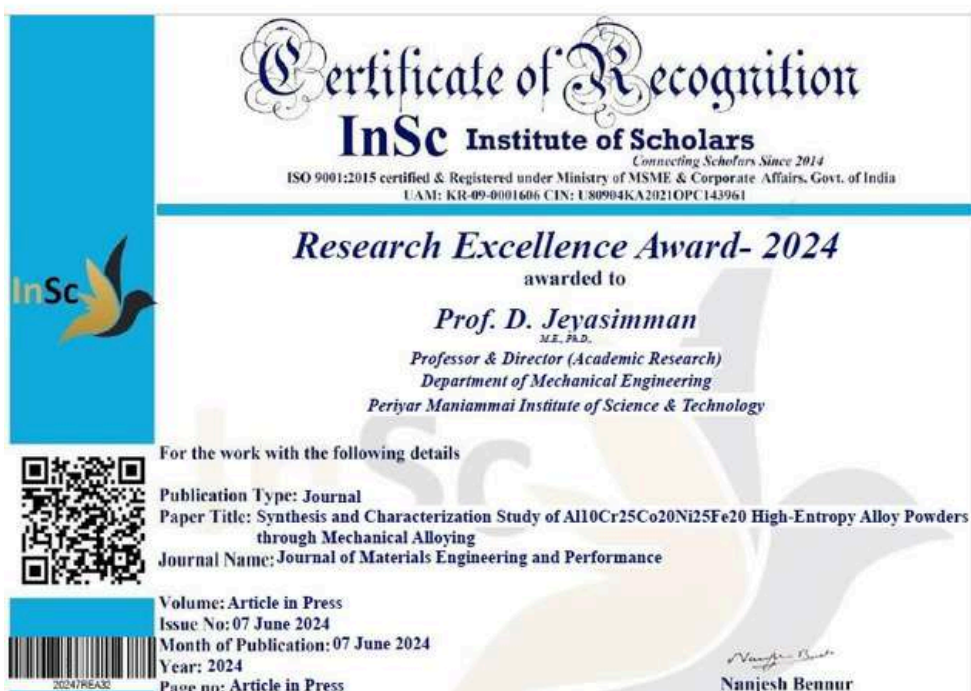 Certificate of Recognition
InSc Institute of Scholars
Connecting Scholars Since 2014
ISO 9001:2015 certified & Registered under Ministry of MSME & Corporate Affairs, Govt. of India
UAM: KR-09-0001606 CIN: U80904KA2021OPC143961
Research Excellence Award- 2024
awarded to
InSc
Prof. D. Jeyasimman
M.E., Ph.D.,
Professor & Director (Academic Research)
Department of Mechanical Engineering
Periyar Maniammai Institute of Science & Technology
InSc
For the work with the following details
Publication Type: Journal
Paper Title: Synthesis and Characterization Study of Al10Cr25Co20Ni25Fe20 High-Entropy Alloy Powders
through Mechanical Alloying
Journal Name: Journal of Materials Engineering and Performance
Volume: Article in Press
Issue No: 07 June 2024
Month of Publication: 07 June 2024
Year: 2024
Page no: Article in Press
20247REA32
Nanjesh Bennur